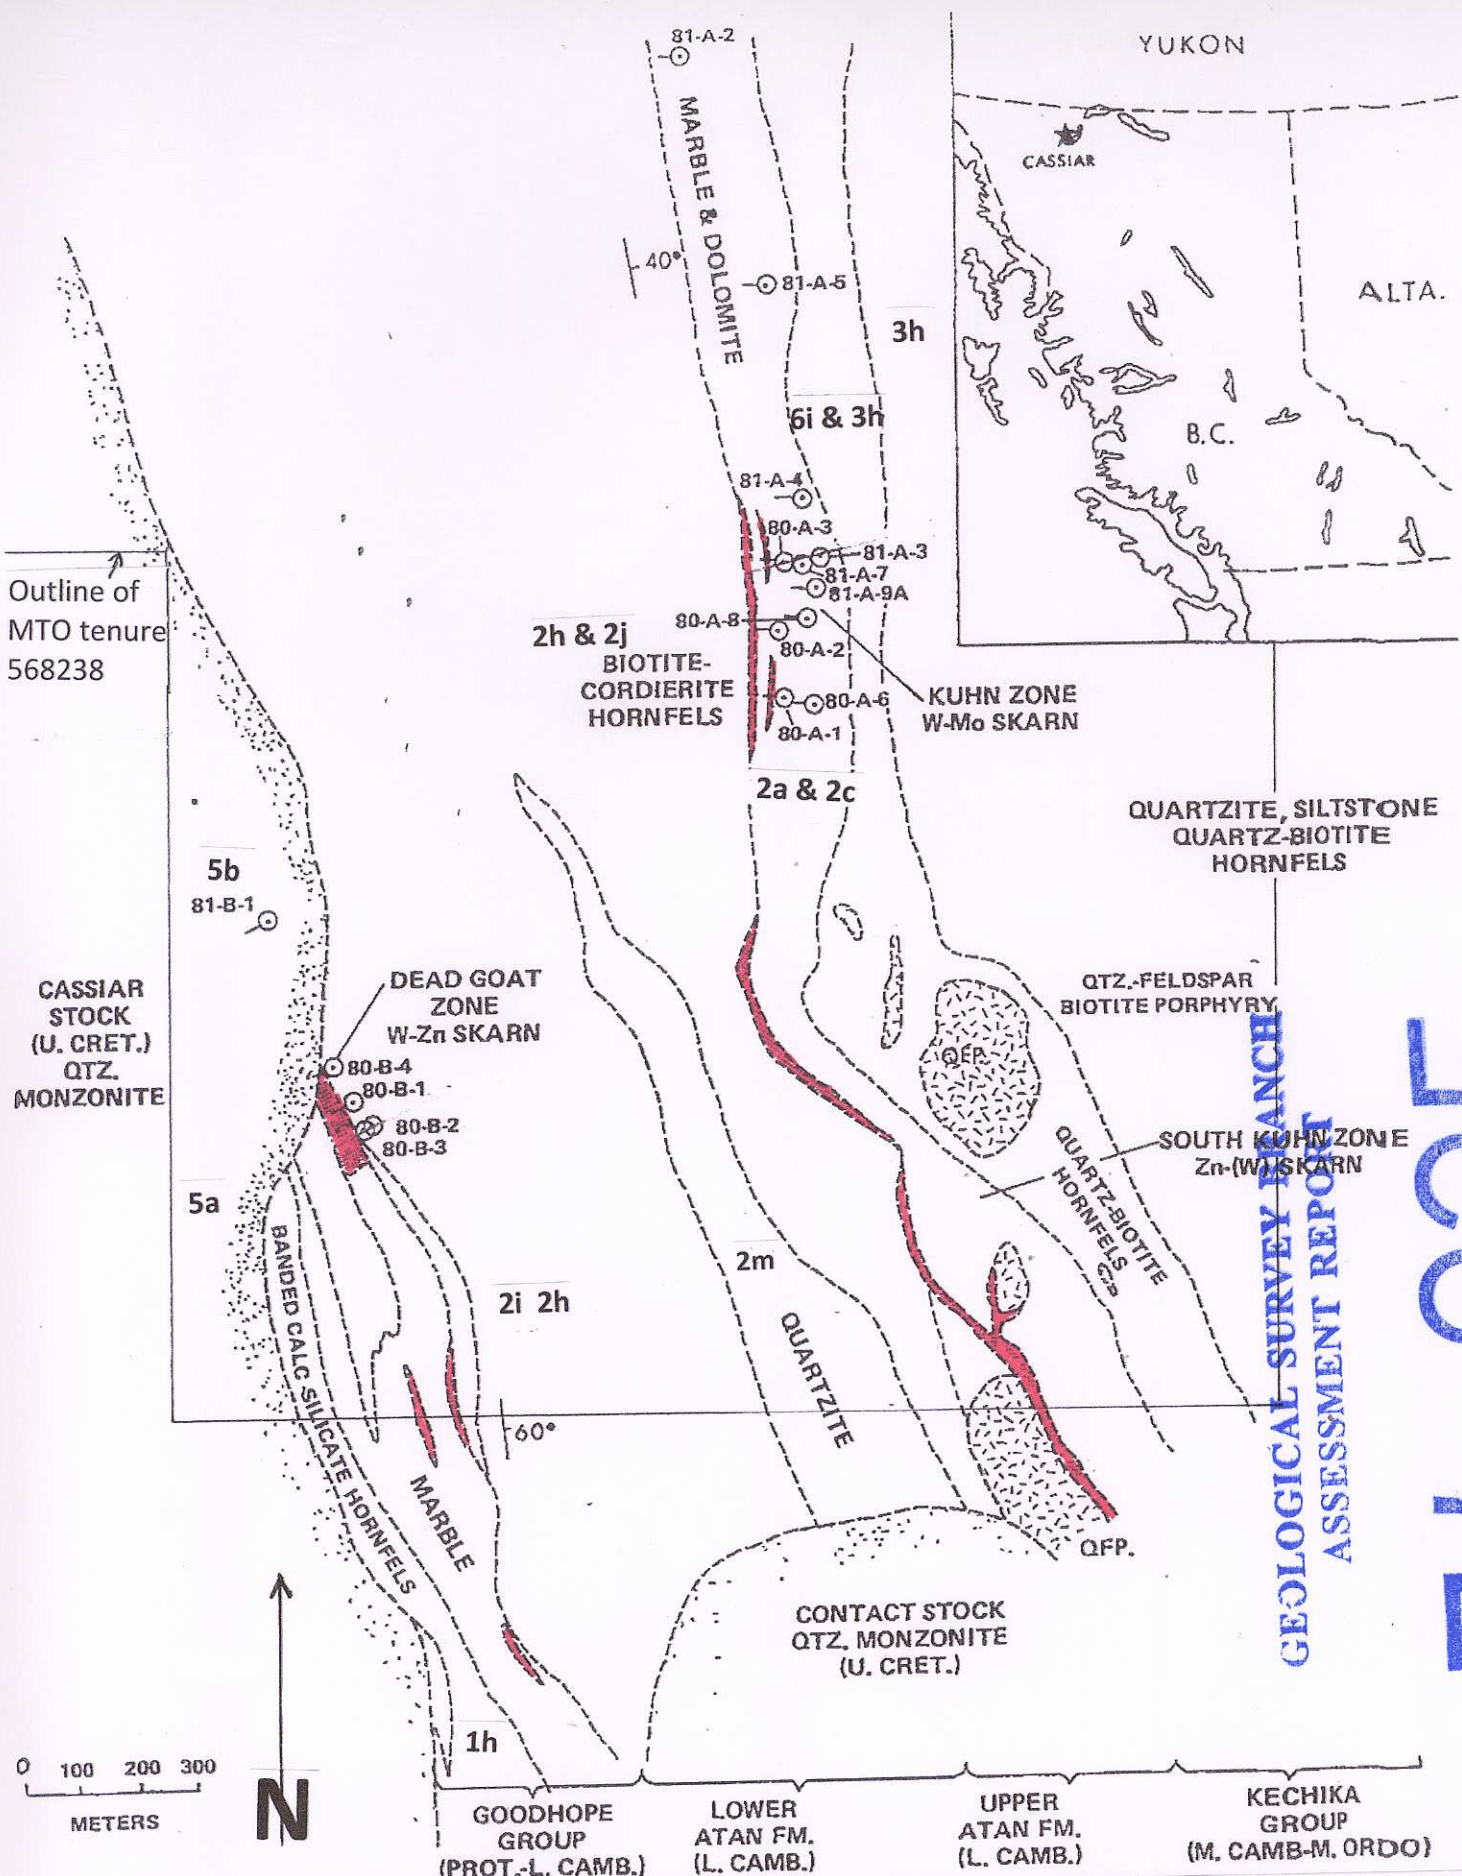 81-A-2
YUKON
CASSIAR
ALTA.
B.C.
MARBLE & DOLOMITE
40°
81-A-5
3h
6i & 3h
81-A-4
80-A-3
81-A-3
81-A-7
81-A-9A
80-A-8
80-A-2
80-A-6
80-A-1
Outline of
MTO tenure
568238
2h & 2j
BIOTITE-
CORDIERITE
HORNFELS
KUHN ZONE
W-Mo SKARN
2a & 2c
QUARTZITE, SILTSTONE
QUARTZ-BIOTITE
HORNFELS
5b
81-B-1
CASSIAR
STOCK
(U. CRET.)
QTZ.
MONZONITE
DEAD GOAT
ZONE
W-Zn SKARN
80-B-4
80-B-1
80-B-2
80-B-3
QTZ.-FELDSPAR
BIOTITE PORPHYRY
QFP.
SOUTH KUHN ZONE
Zn-(W) SKARN
QUARTZ-BIOTITE
HORNFELS
5a
BANDED CALC SILICATE HORNFELS
2i 2h
2m
QUARTZITE
60°
MARBLE
QFP.
CONTACT STOCK
QTZ. MONZONITE
(U. CRET.)
GEOLOGICAL SURVEY BRANCH
ASSESSMENT REPORT
1h
0 100 200 300
METERS
N
GOODHOPE
GROUP
(PROT.-L. CAMB.)
LOWER
ATAN FM.
(L. CAMB.)
UPPER
ATAN FM.
(L. CAMB.)
KECHIKA
GROUP
(M. CAMB-M. ORDO)